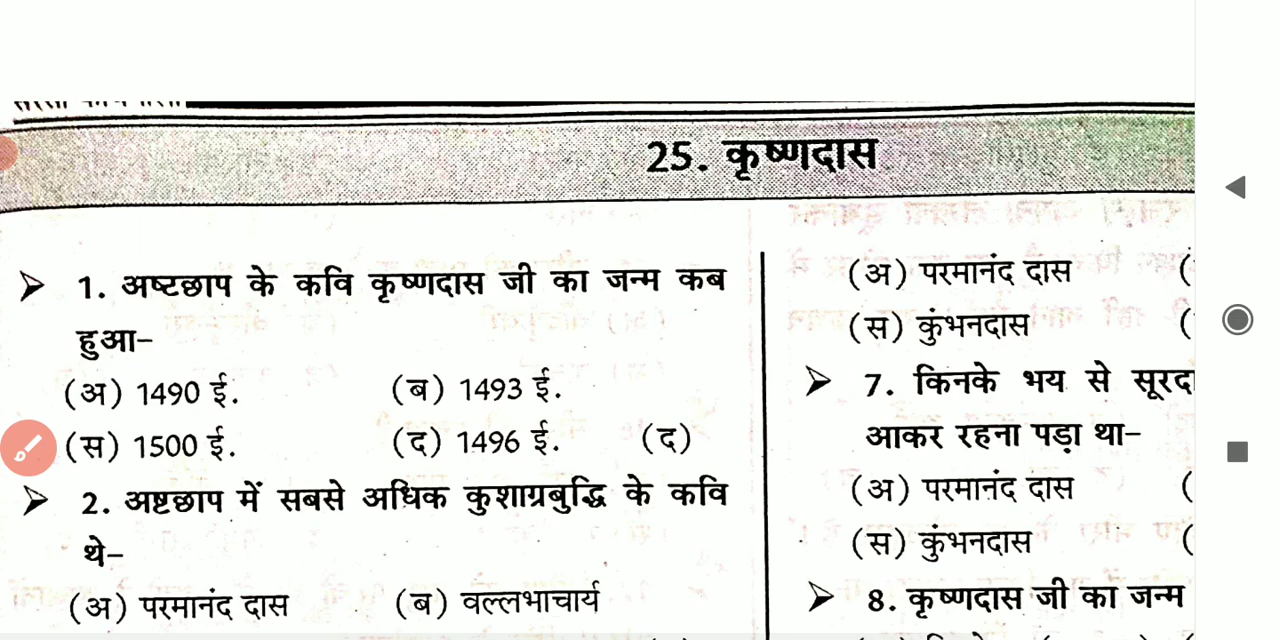 25. कृष्णदास
1. अष्टछाप के कवि कृष्णदास जी का जन्म कब
हुआ–
(अ) 1490 ई.
(ब) 1493 ई.
(स) 1500 ई.
(द) 1496 ई.
(द)
2. अष्टछाप में सबसे अधिक कुशाग्रबुद्धि के कवि
थे–
(अ) परमानंद दास
(ब) वल्लभाचार्य
(अ) परमानंद दास
(स) कुंभनदास
7. किनके भय से सूरदा
आकर रहना पड़ा था–
(अ) परमानंद दास
(स) कुंभनदास
8. कृष्णदास जी का जन्म